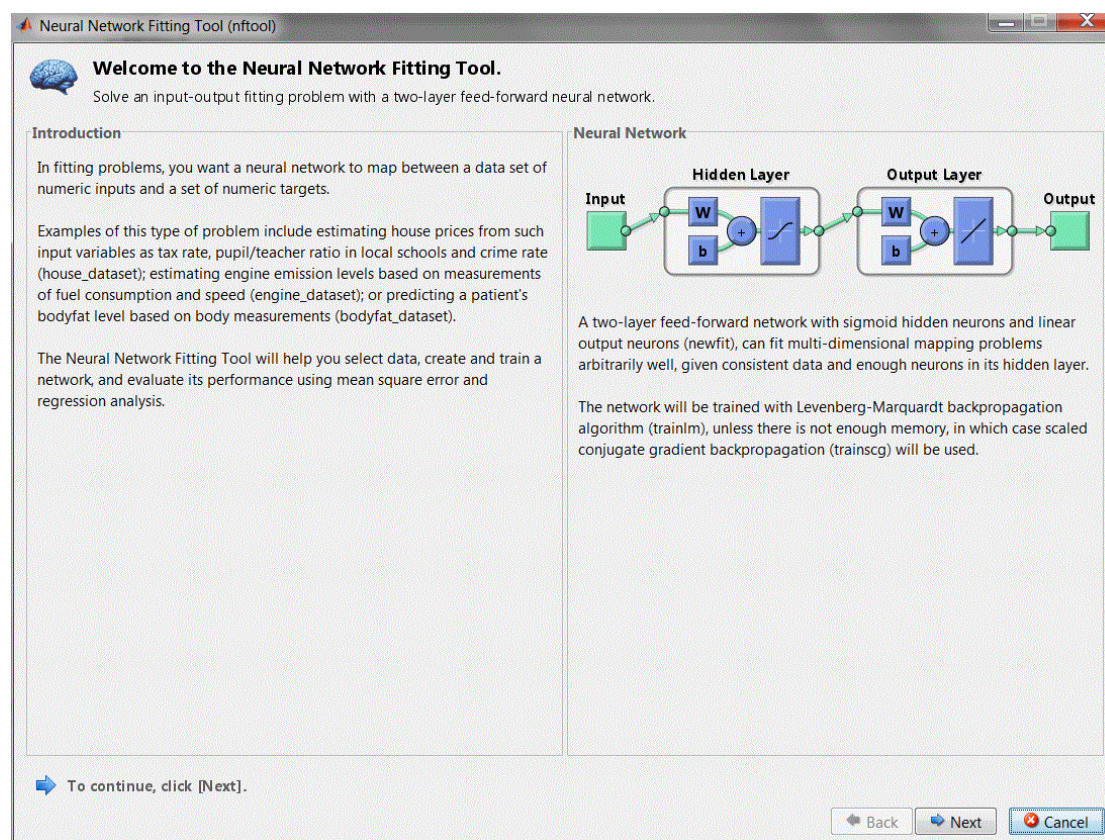 Neural Network Fitting Tool (nftool)
Welcome to the Neural Network Fitting Tool.
Solve an input-output fitting problem with a two-layer feed-forward neural network.
Introduction
In fitting problems, you want a neural network to map between a data set of
numeric inputs and a set of numeric targets.
Examples of this type of problem include estimating house prices from such
input variables as tax rate, pupil/teacher ratio in local schools and crime rate
(house_dataset); estimating engine emission levels based on measurements
of fuel consumption and speed (engine_dataset); or predicting a patient's
bodyfat level based on body measurements (bodyfat_dataset).
The Neural Network Fitting Tool will help you select data, create and train a
network, and evaluate its performance using mean square error and
regression analysis.
Neural Network
Hidden Layer
Output Layer
Input
Output
W
b
+
W
b
+
A two-layer feed-forward network with sigmoid hidden neurons and linear
output neurons (newfit), can fit multi-dimensional mapping problems
arbitrarily well, given consistent data and enough neurons in its hidden layer.
The network will be trained with Levenberg-Marquardt backpropagation
algorithm (trainlm), unless there is not enough memory, in which case scaled
conjugate gradient backpropagation (trainscg) will be used.
To continue, click [Next].
Back
Next
Cancel